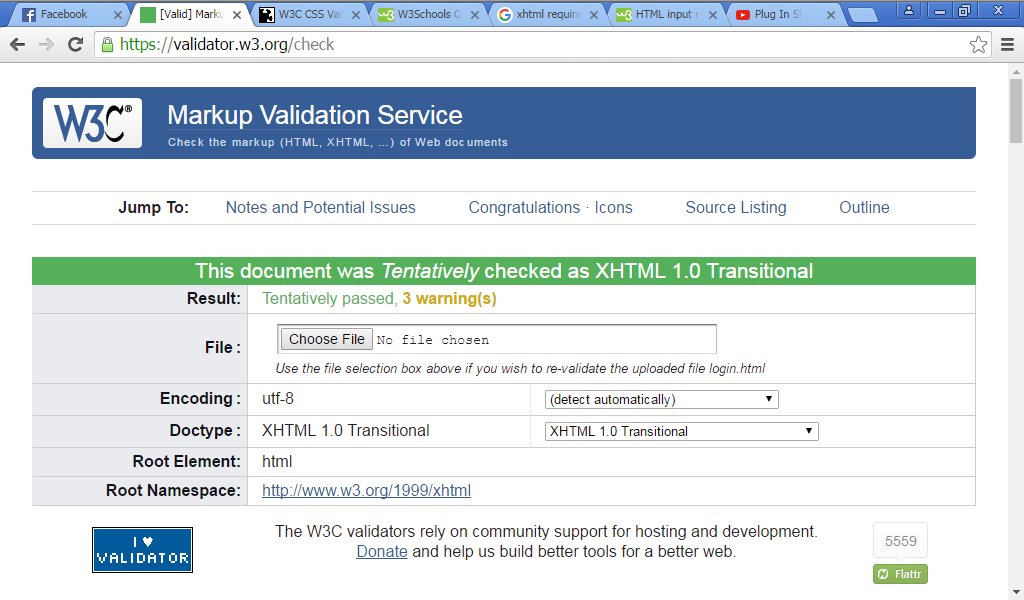 Facebook
[Valid] Marku
W3C CSS Val
W3Schools C
xhtml require
HTML input r
Plug In St
https://validator.w3.org/check
W3C®
Markup Validation Service
Check the markup (HTML, XHTML, …) of Web documents
Jump To: Notes and Potential Issues Congratulations · Icons Source Listing Outline
This document was Tentatively checked as XHTML 1.0 Transitional
Result: Tentatively passed, 3 warning(s)
File : Choose File No file chosen
Use the file selection box above if you wish to re-validate the uploaded file login.html
Encoding : utf-8 (detect automatically)
Doctype : XHTML 1.0 Transitional XHTML 1.0 Transitional
Root Element: html
Root Namespace: http://www.w3.org/1999/xhtml
I ♥
VALIDATOR
The W3C validators rely on community support for hosting and development.
Donate and help us build better tools for a better web.
5559
Flattr